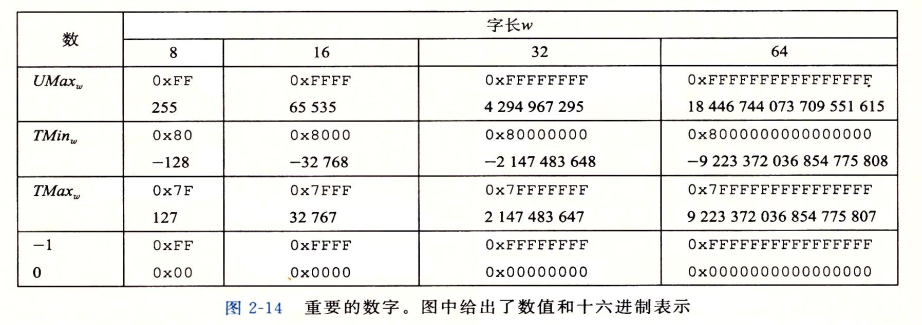 数 字长w
8 16 32 64
UMaxw 0xFF 0xFFFF 0xFFFFFFFF 0xFFFFFFFFFFFFFFFF
255 65 535 4 294 967 295 18 446 744 073 709 551 615
TMinw 0x80 0x8000 0x80000000 0x8000000000000000
−128 −32 768 −2 147 483 648 −9 223 372 036 854 775 808
TMaxw 0x7F 0x7FFF 0x7FFFFFFF 0x7FFFFFFFFFFFFFFF
127 32 767 2 147 483 647 9 223 372 036 854 775 807
−1 0xFF 0xFFFF 0xFFFFFFFF 0xFFFFFFFFFFFFFFFF
0 0x00 0x0000 0x00000000 0x0000000000000000
图 2-14 重要的数字。图中给出了数值和十六进制表示